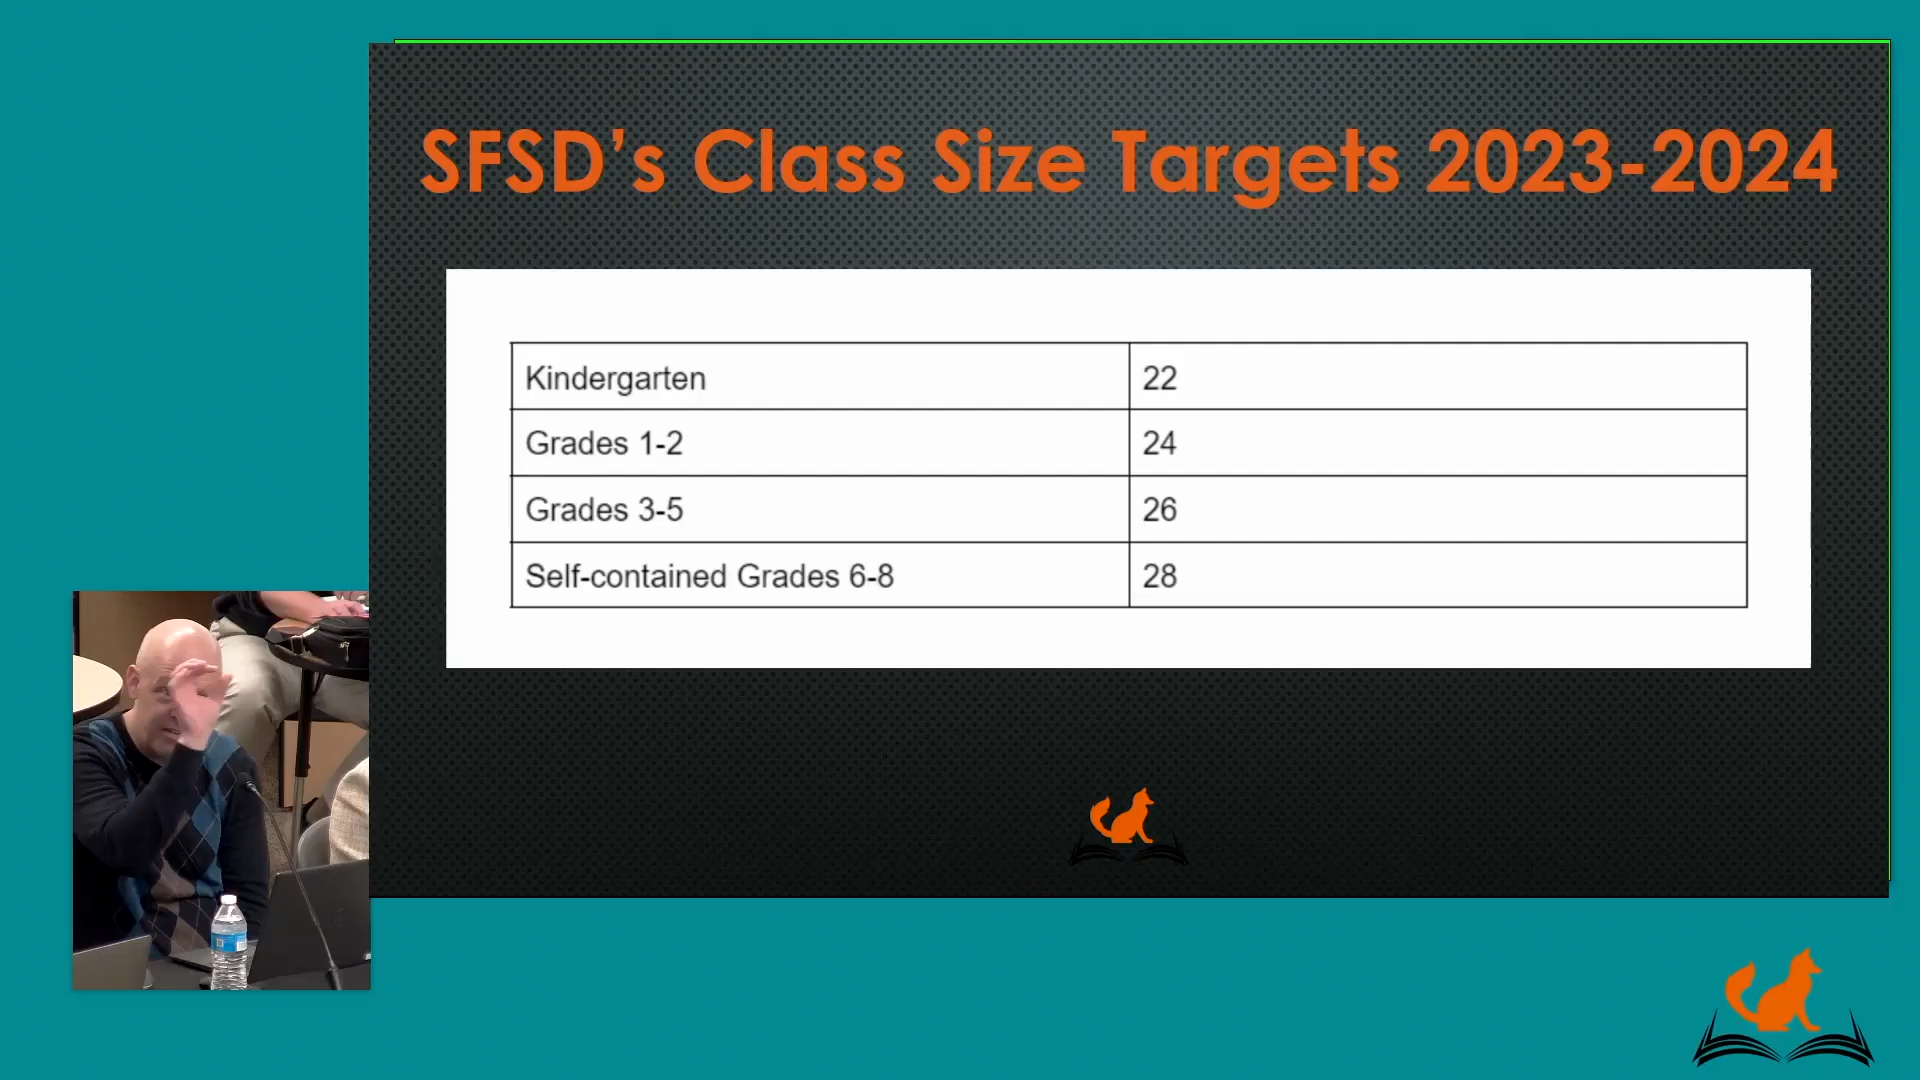 SFSD’s Class Size Targets 2023-2024
Kindergarten 22
Grades 1-2 24
Grades 3-5 26
Self-contained Grades 6-8 28